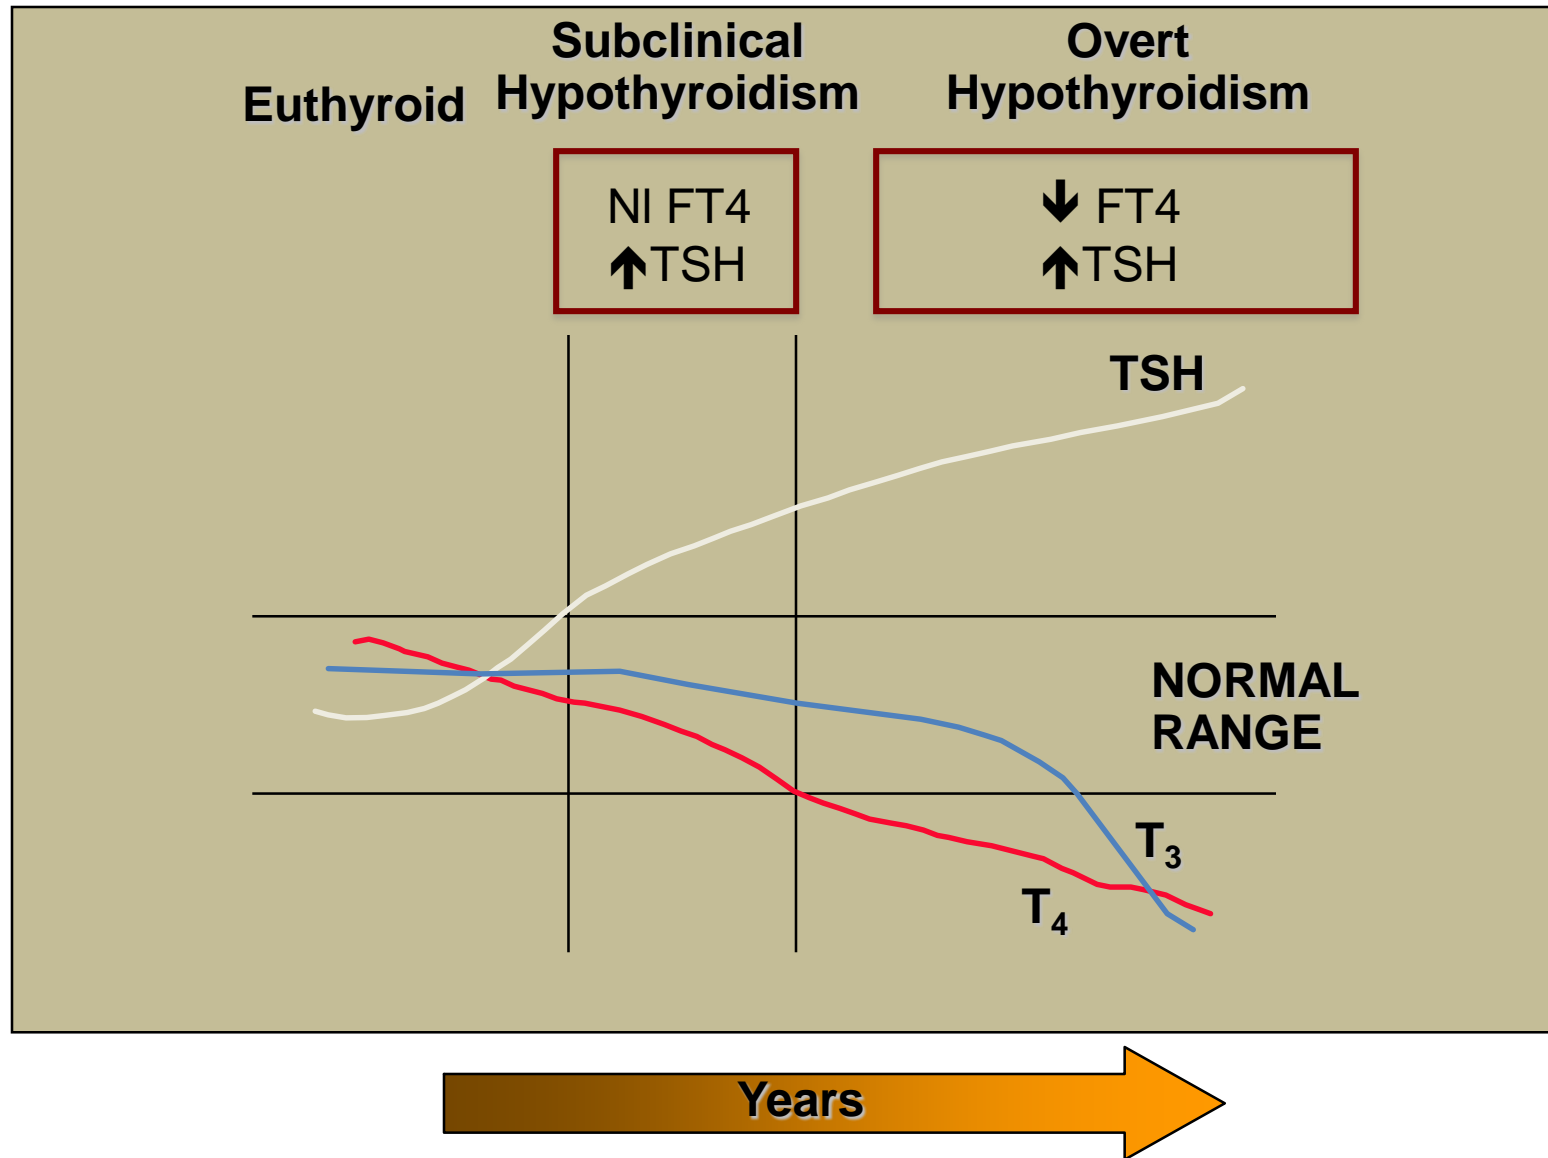 Euthyroid
Subclinical
Hypothyroidism
Overt
Hypothyroidism
Nl FT4
🡹TSH
🡻 FT4
🡹TSH
TSH
NORMAL
RANGE
T₃
T₄
Years